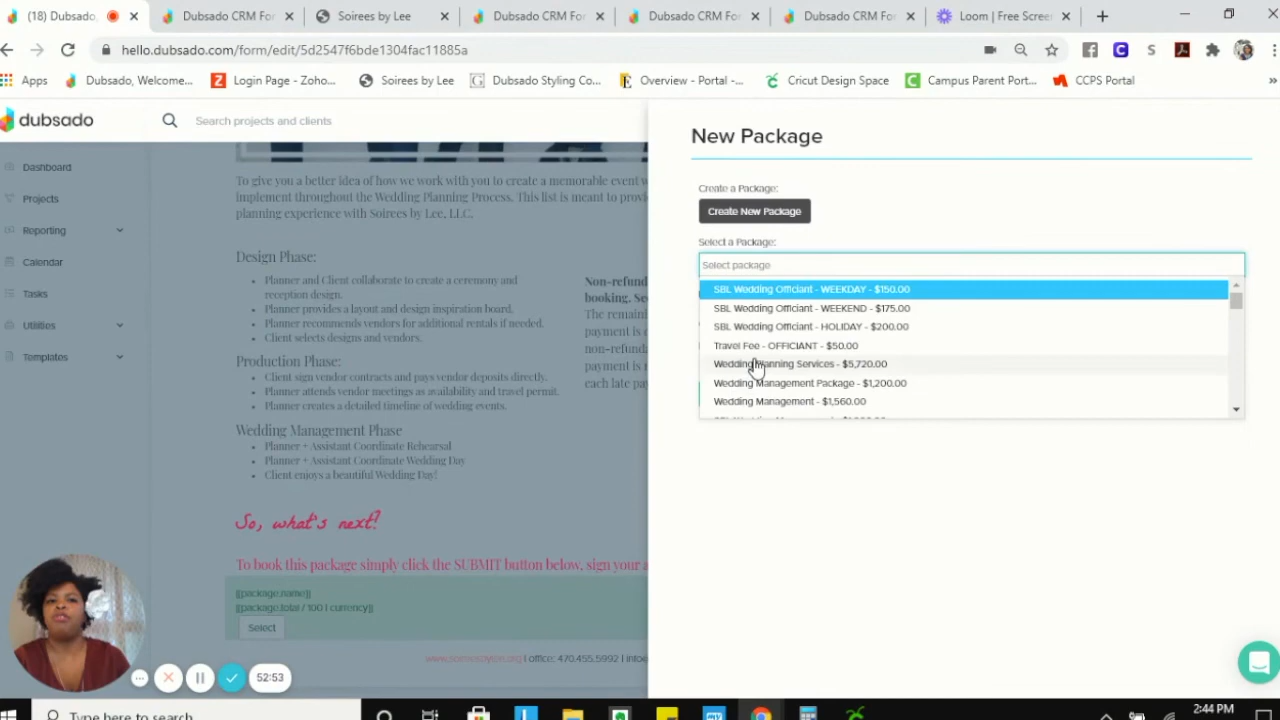 (18) Dubsado,
Dubsado CRM For
Soirees by Lee
Dubsado CRM For
Dubsado CRM For
Dubsado CRM For
Loom | Free Screen
hello.dubsado.com/form/edit/5d2547f6bde1304fac11885a
Apps
Dubsado, Welcome...
Login Page - Zoho...
Soirees by Lee
Dubsado Styling Co...
Overview - Portal -...
Cricut Design Space
Campus Parent Port...
CCPS Portal
dubsado
Search projects and clients
Dashboard
Projects
Reporting
Calendar
Tasks
Utilities
Templates
To give you a better idea of how we work with you to create a memorable event
implement throughout the Wedding Planning Process. This list is meant to provi
planning experience with Soirees by Lee, LLC.
Design Phase:
Planner and Client collaborate to create a ceremony and
reception design.
Planner provides a layout and design inspiration board.
Planner recommends vendors for additional rentals if needed.
Client selects designs and vendors.
Production Phase:
Client sign vendor contracts and pays vendor deposits directly.
Planner attends vendor meetings as availability and travel permit.
Planner creates a detailed timeline of wedding events.
Wedding Management Phase
Planner + Assistant Coordinate Rehearsal
Planner + Assistant Coordinate Wedding Day
Client enjoys a beautiful Wedding Day!
Non-refund
booking. Se
The remain
payment is
non-refund
payment is
each late pay
So, what's next?
To book this package simply click the SUBMIT button below, sign your a
{{package.name}}
{{package.total / 100 | currency}}
Select
| office: 470.455.5992 | info
New Package
Create a Package:
Create New Package
Select a Package:
Select package
SBL Wedding Officiant - WEEKDAY - $150.00
SBL Wedding Officiant - WEEKEND - $175.00
SBL Wedding Officiant - HOLIDAY - $200.00
Travel Fee - OFFICIANT - $50.00
Wedding Planning Services - $5,720.00
Wedding Management Package - $1,200.00
Wedding Management - $1,560.00
52:53
Type here to search
2:44 PM